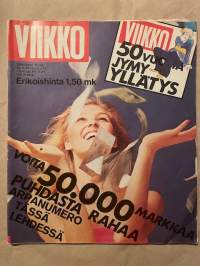 VIIKKO
Erikoishinta 1,50 mk
VIIKKO
50 VUOTTA
JYMY
YLLÄTYS
VOITA
50.000 MARKKAA
PUHDASTA RAHAA
ARPANUMERO
TÄSSÄ
LEHDESSÄ